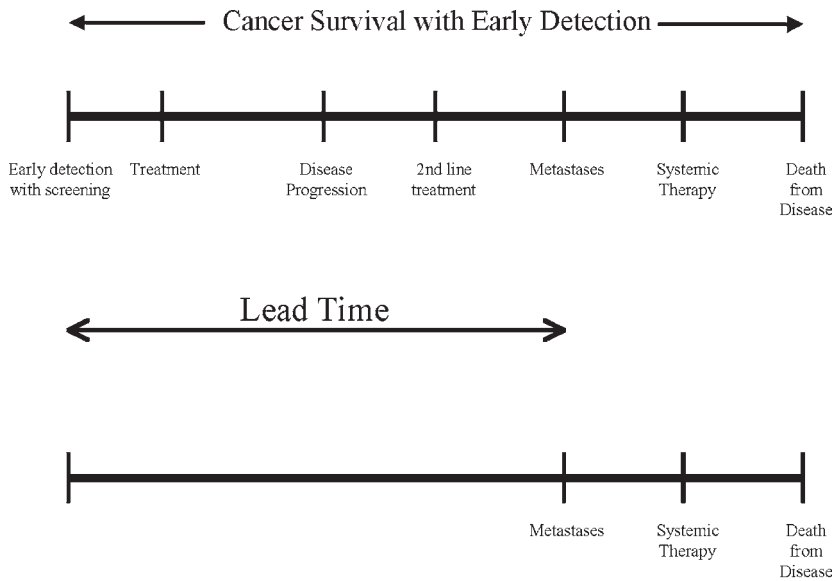 Cancer Survival with Early Detection
Early detection
with screening
Treatment
Disease
Progression
2nd line
treatment
Metastases
Systemic
Therapy
Death
from
Disease
Lead Time
Metastases
Systemic
Therapy
Death
from
Disease